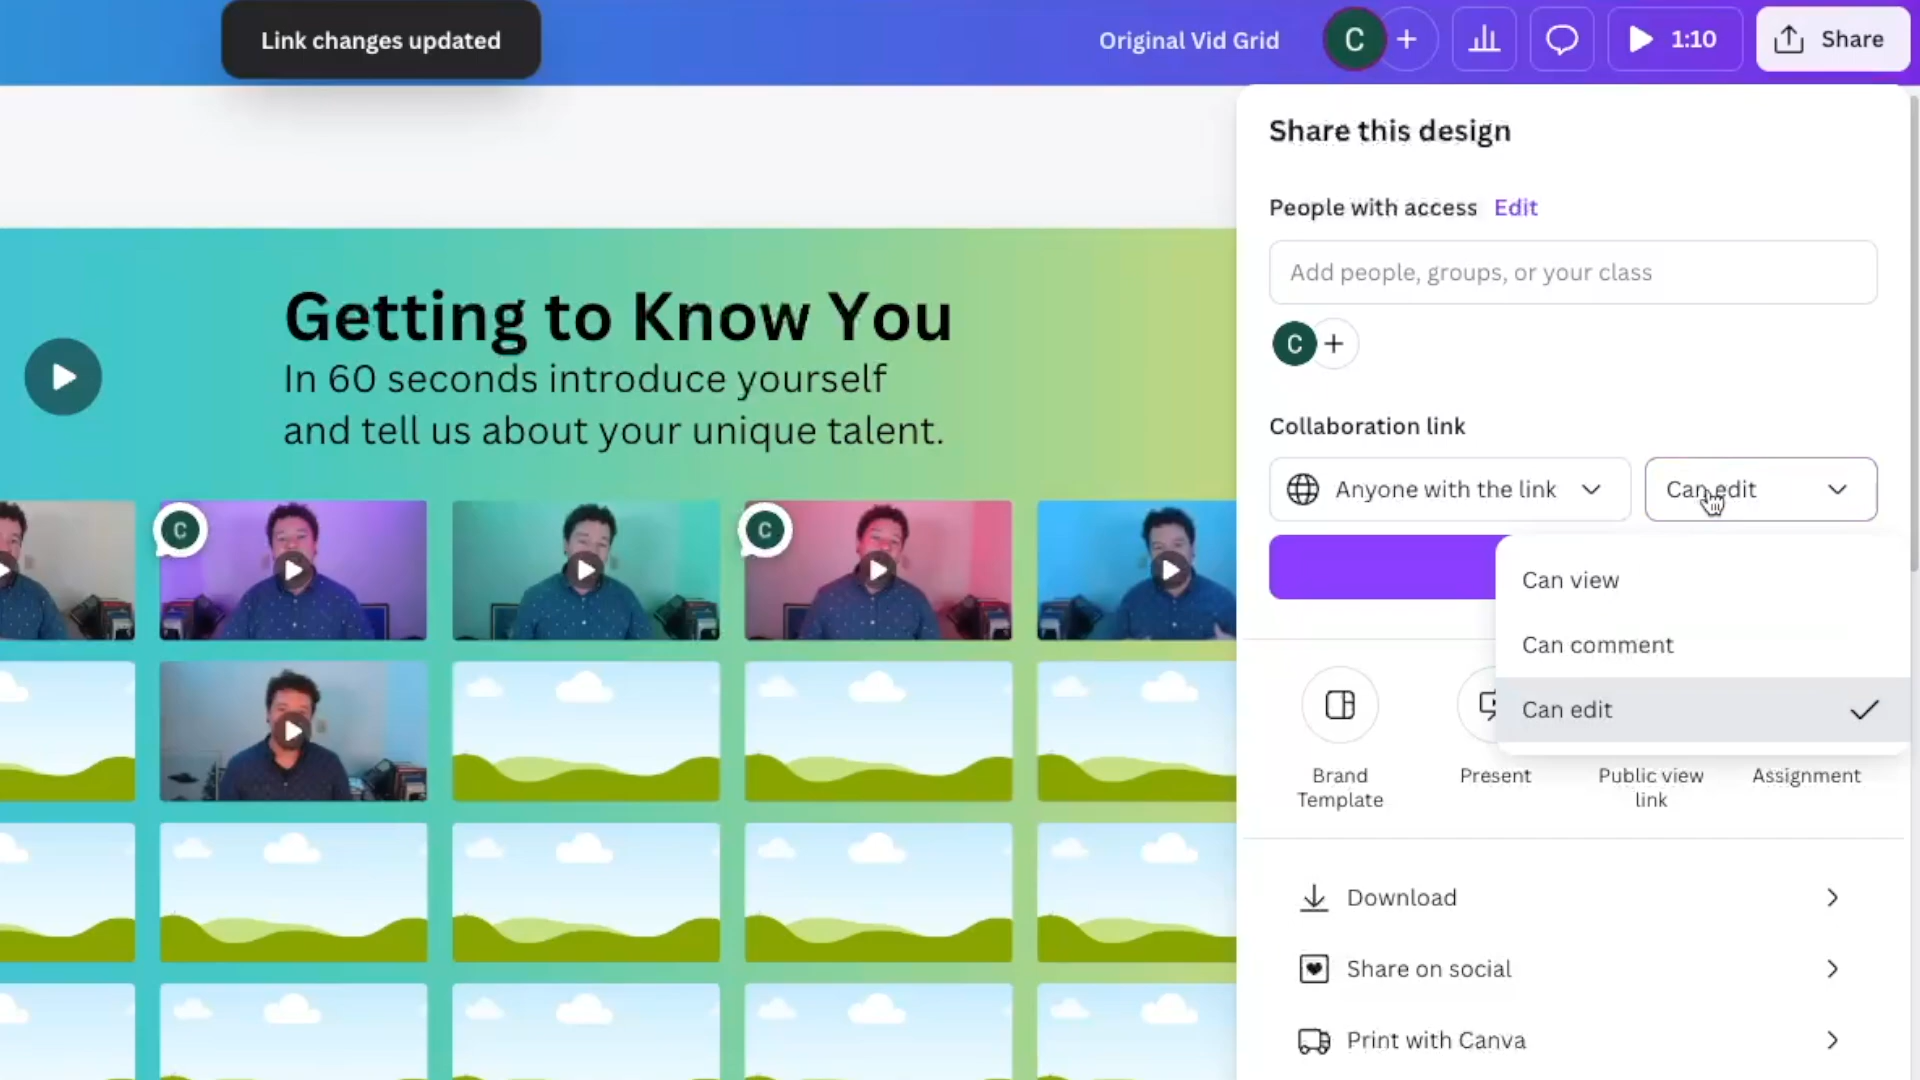 Link changes updated
Original Vid Grid
C
1:10
Share
Share this design
People with access Edit
Add people, groups, or your class
C
Collaboration link
Anyone with the link
Can edit
Can view
Can comment
Can edit
Brand
Template
Present
Public view
link
Assignment
Download
Share on social
Print with Canva
Getting to Know You
In 60 seconds introduce yourself
and tell us about your unique talent.
C
C